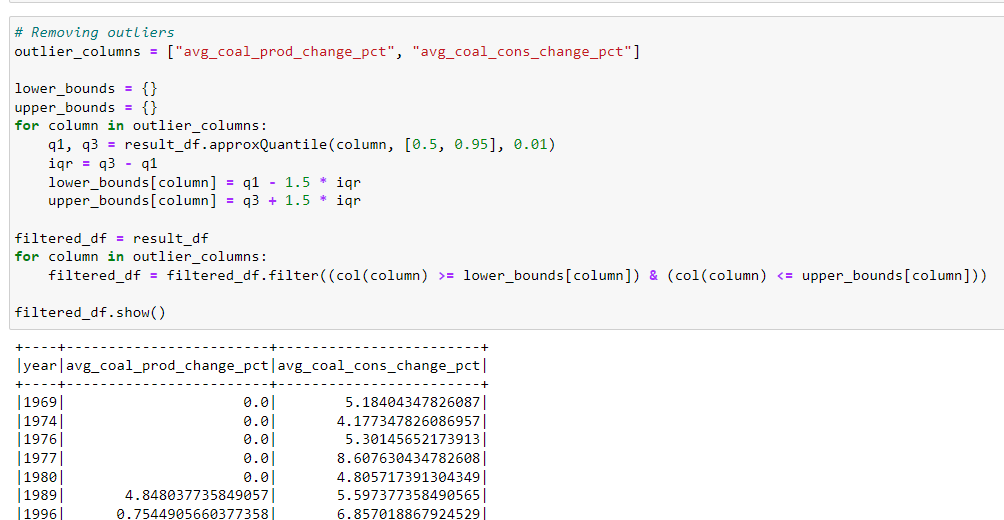 # Removing outliers
outlier_columns = ["avg_coal_prod_change_pct", "avg_coal_cons_change_pct"]
lower_bounds = {}
upper_bounds = {}
for column in outlier_columns:
    q1, q3 = result_df.approxQuantile(column, [0.5, 0.95], 0.01)
    iqr = q3 - q1
    lower_bounds[column] = q1 - 1.5 * iqr
    upper_bounds[column] = q3 + 1.5 * iqr
filtered_df = result_df
for column in outlier_columns:
    filtered_df = filtered_df.filter((col(column) >= lower_bounds[column]) & (col(column) <= upper_bounds[column]))
filtered_df.show()
+----+------------------------+------------------------+
|year|avg_coal_prod_change_pct|avg_coal_cons_change_pct|
+----+------------------------+------------------------+
|1969|                     0.0|        5.18404347826087|
|1974|                     0.0|       4.177347826086957|
|1976|                     0.0|        5.30145652173913|
|1977|                     0.0|       8.607630434782608|
|1980|                     0.0|       4.805717391304349|
|1989|       4.848037735849057|       5.597377358490565|
|1996|      0.7544905660377358|       6.857018867924529|